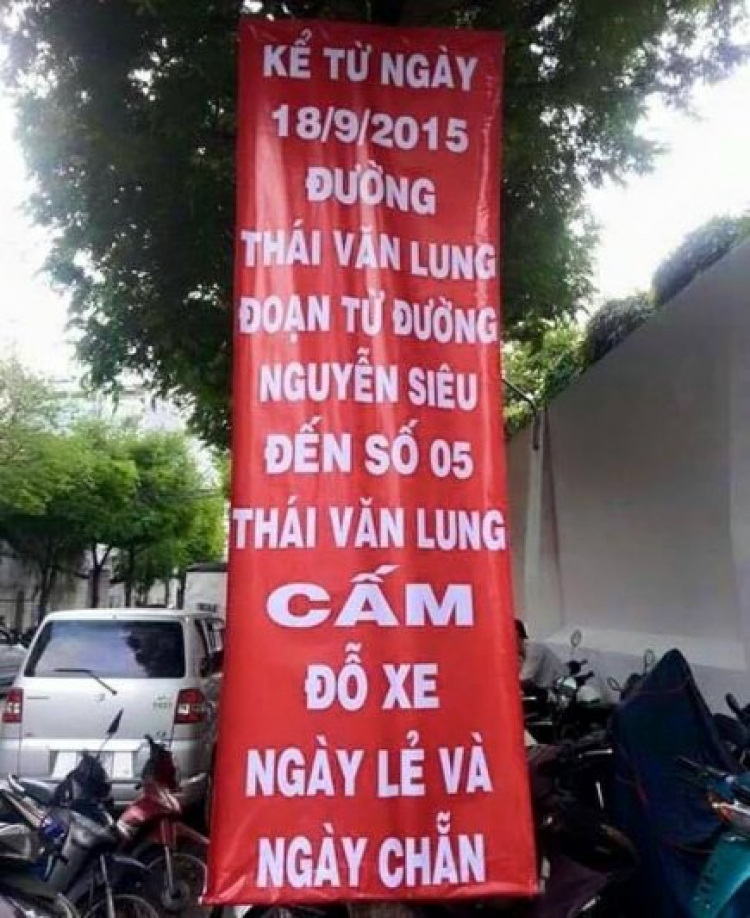 KỂ TỪ NGÀY
18/9/2015
ĐƯỜNG
THÁI VĂN LUNG
ĐOẠN TỪ ĐƯỜNG
NGUYỄN SIÊU
ĐẾN SỐ 05
THÁI VĂN LUNG
CẤM
ĐỖ XE
NGÀY LẺ VÀ
NGÀY CHẴN